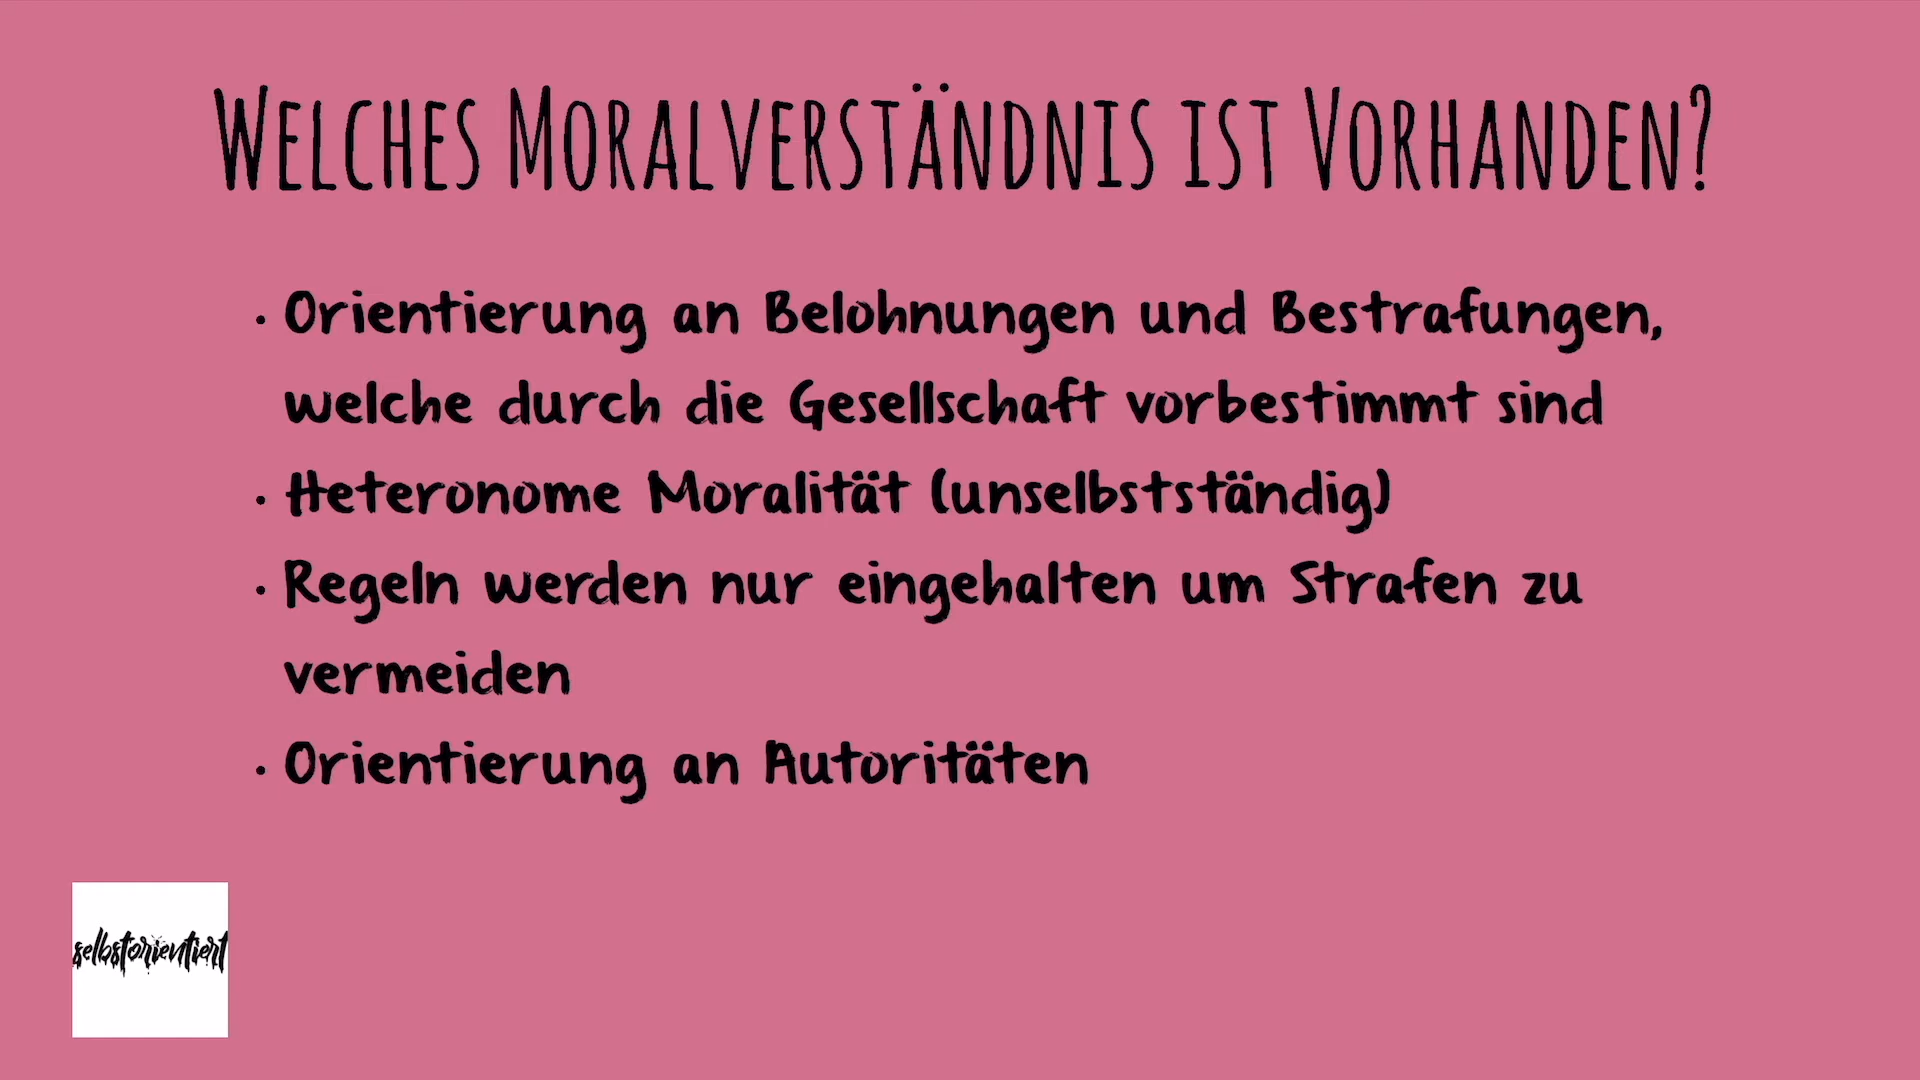 Welches Moralverständnis ist Vorhanden?
• Orientierung an Belohnungen und Bestrafungen,
welche durch die Gesellschaft vorbestimmt sind
• Heteronome Moralität (unselbstständig)
• Regeln werden nur eingehalten um Strafen zu
vermeiden
• Orientierung an Autoritäten
selbstorientiert